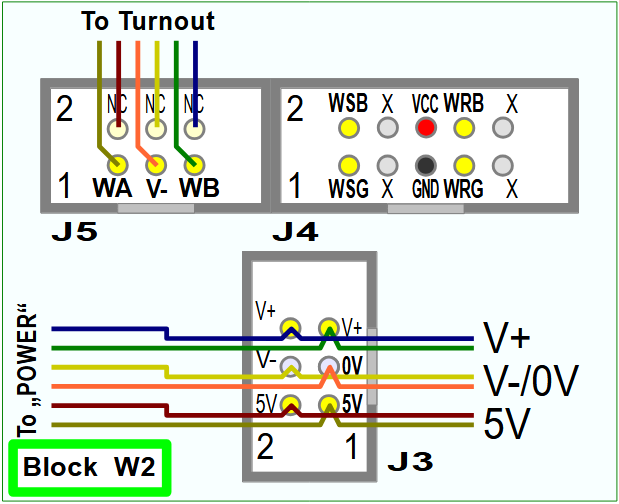 To Turnout
2 NC NC NC
1 WA V- WB
J5
2 WSB X VCC WRB X
1 WSG X GND WRG X
J4
To „POWER“
V+ V+ V+
V- 0V V-/0V
5V 5V 5V
2 1
J3
Block W2